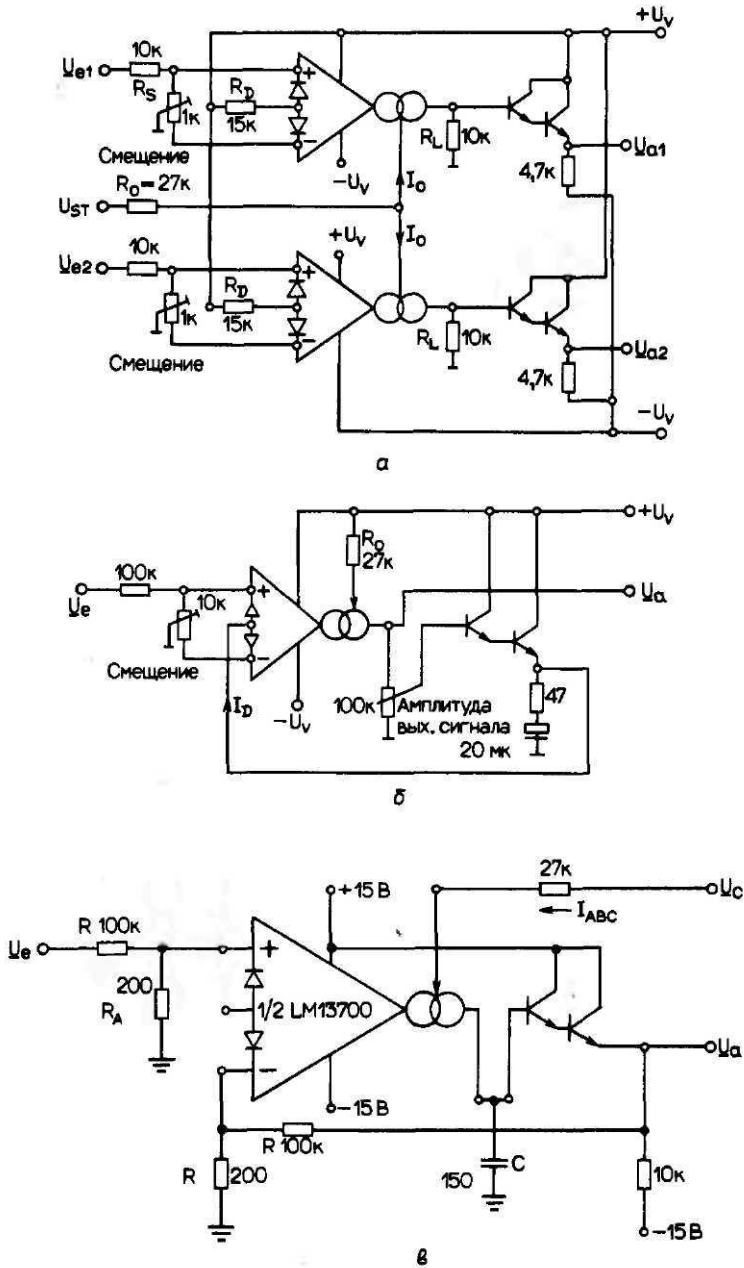 +U_V
10к
U_e1
R_S
1к
+
−
R_D
15к
Смещение
−U_V
R_L
10к
U_a1
4,7к
R_O = 27к
U_ST
I_O
I_O
+U_V
10к
U_e2
1к
+
−
R_D
15к
Смещение
R_L
10к
U_a2
4,7к
−U_V
а
+U_V
R_O
27к
100к
U_e
10к
+
−
U_a
Смещение
I_D
−U_V
100к
Амплитуда
вых. сигнала
47
20 мк
б
+15В
27к
U_C
I_ABC
R 100к
U_e
+
200
R_A
1/2 LM13700
−
U_a
−15В
R 100к
R
200
150
C
10к
−15В
в